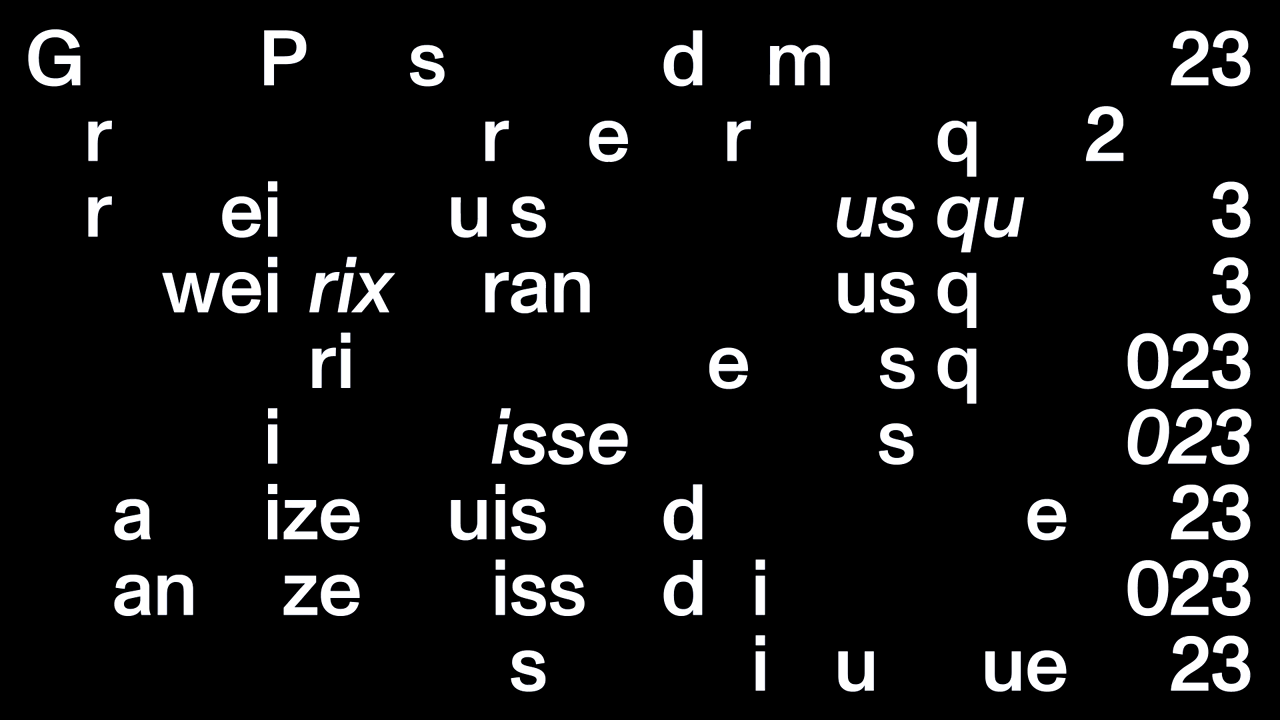 G P s d m 23
r r e r q 2
r ei u s us qu 3
wei rix ran us q 3
ri e s q 023
i isse s 023
a ize uis d e 23
an ze iss d i 023
s i u ue 23